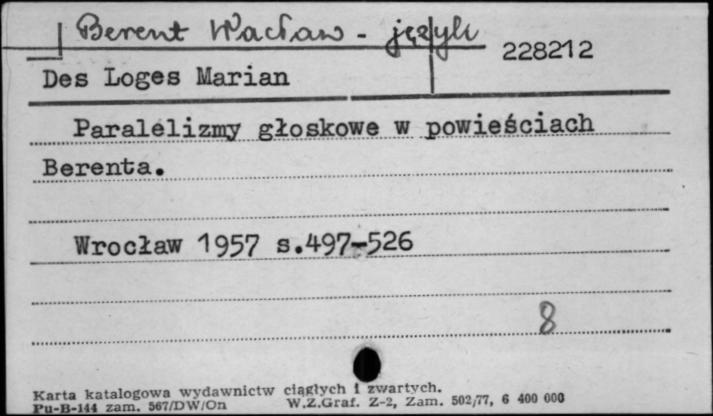 Berent Wacław - język
228212
Des Loges Marian
Paralelizmy głoskowe w powieściach
Berenta.
Wrocław 1957 s.497-526
8
Karta katalogowa wydawnictw ciągłych i zwartych.
Pu-B-144 zam. 567/DW/On W.Z.Graf. Z-2, Zam. 502/77, 6 400 000